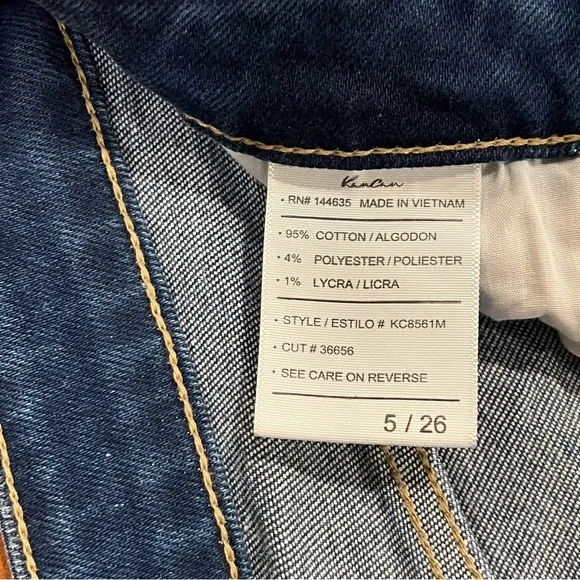 KanCan
• RN# 144635 MADE IN VIETNAM
• 95% COTTON / ALGODON
• 4% POLYESTER / POLIESTER
• 1% LYCRA / LICRA
• STYLE / ESTILO # KC8561M
• CUT # 36656
• SEE CARE ON REVERSE
5 / 26